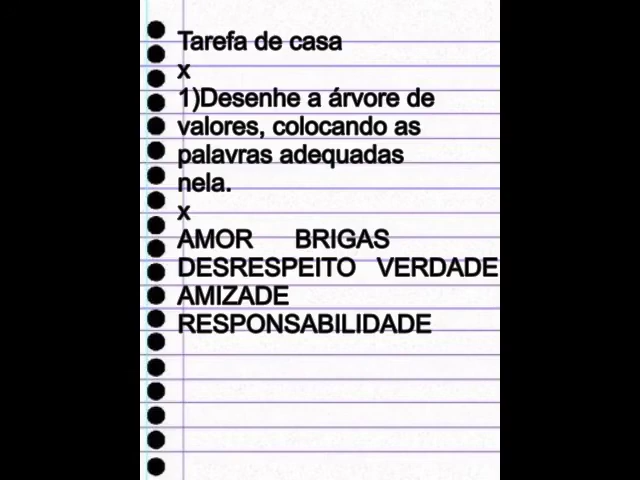 Tarefa de casa
x
1)Desenhe a árvore de
valores, colocando as
palavras adequadas
nela.
x
AMOR BRIGAS
DESRESPEITO VERDADE
AMIZADE
RESPONSABILIDADE